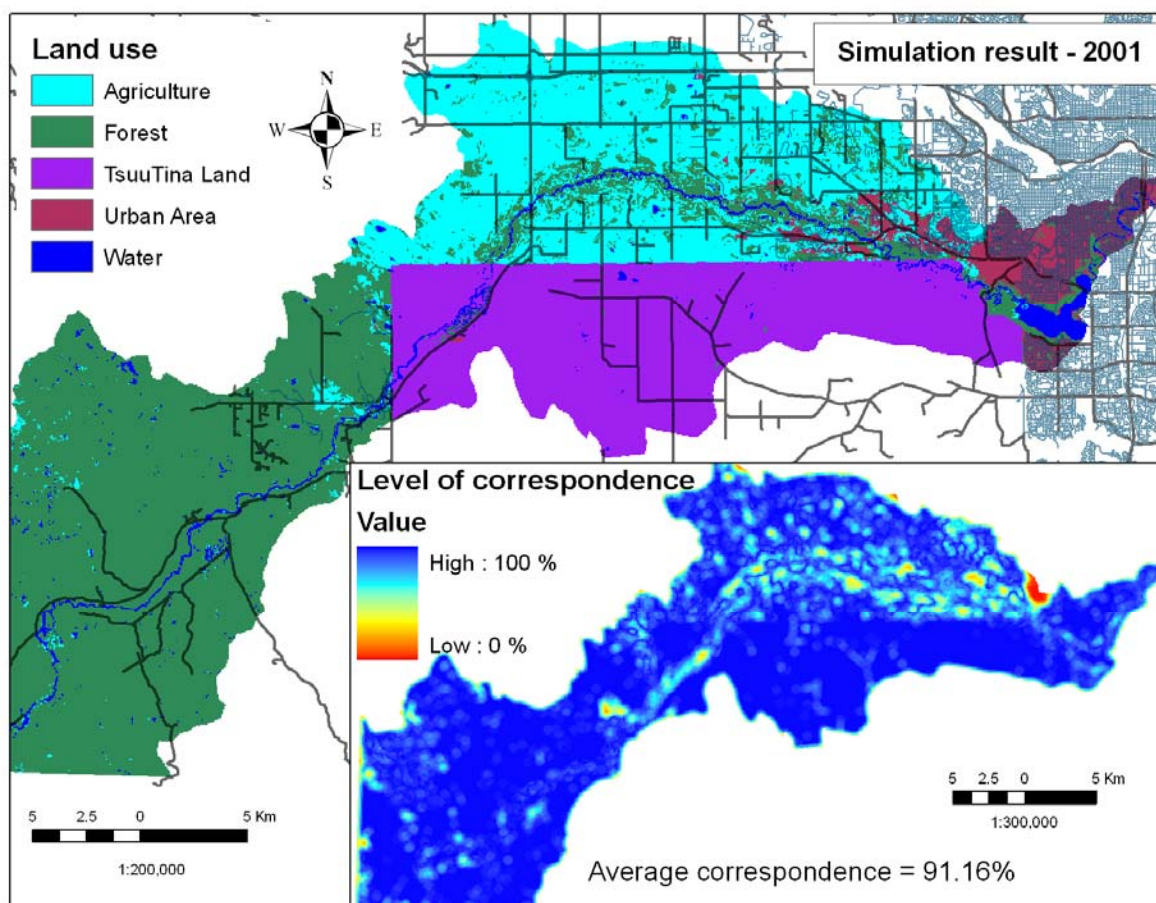 Land use
Agriculture
Forest
TsuuTina Land
Urban Area
Water
N
W E
S
Simulation result - 2001
5 2.5 0 5 Km
1:200,000
Level of correspondence
Value
High : 100 %
Low : 0 %
5 2.5 0 5 Km
1:300,000
Average correspondence = 91.16%